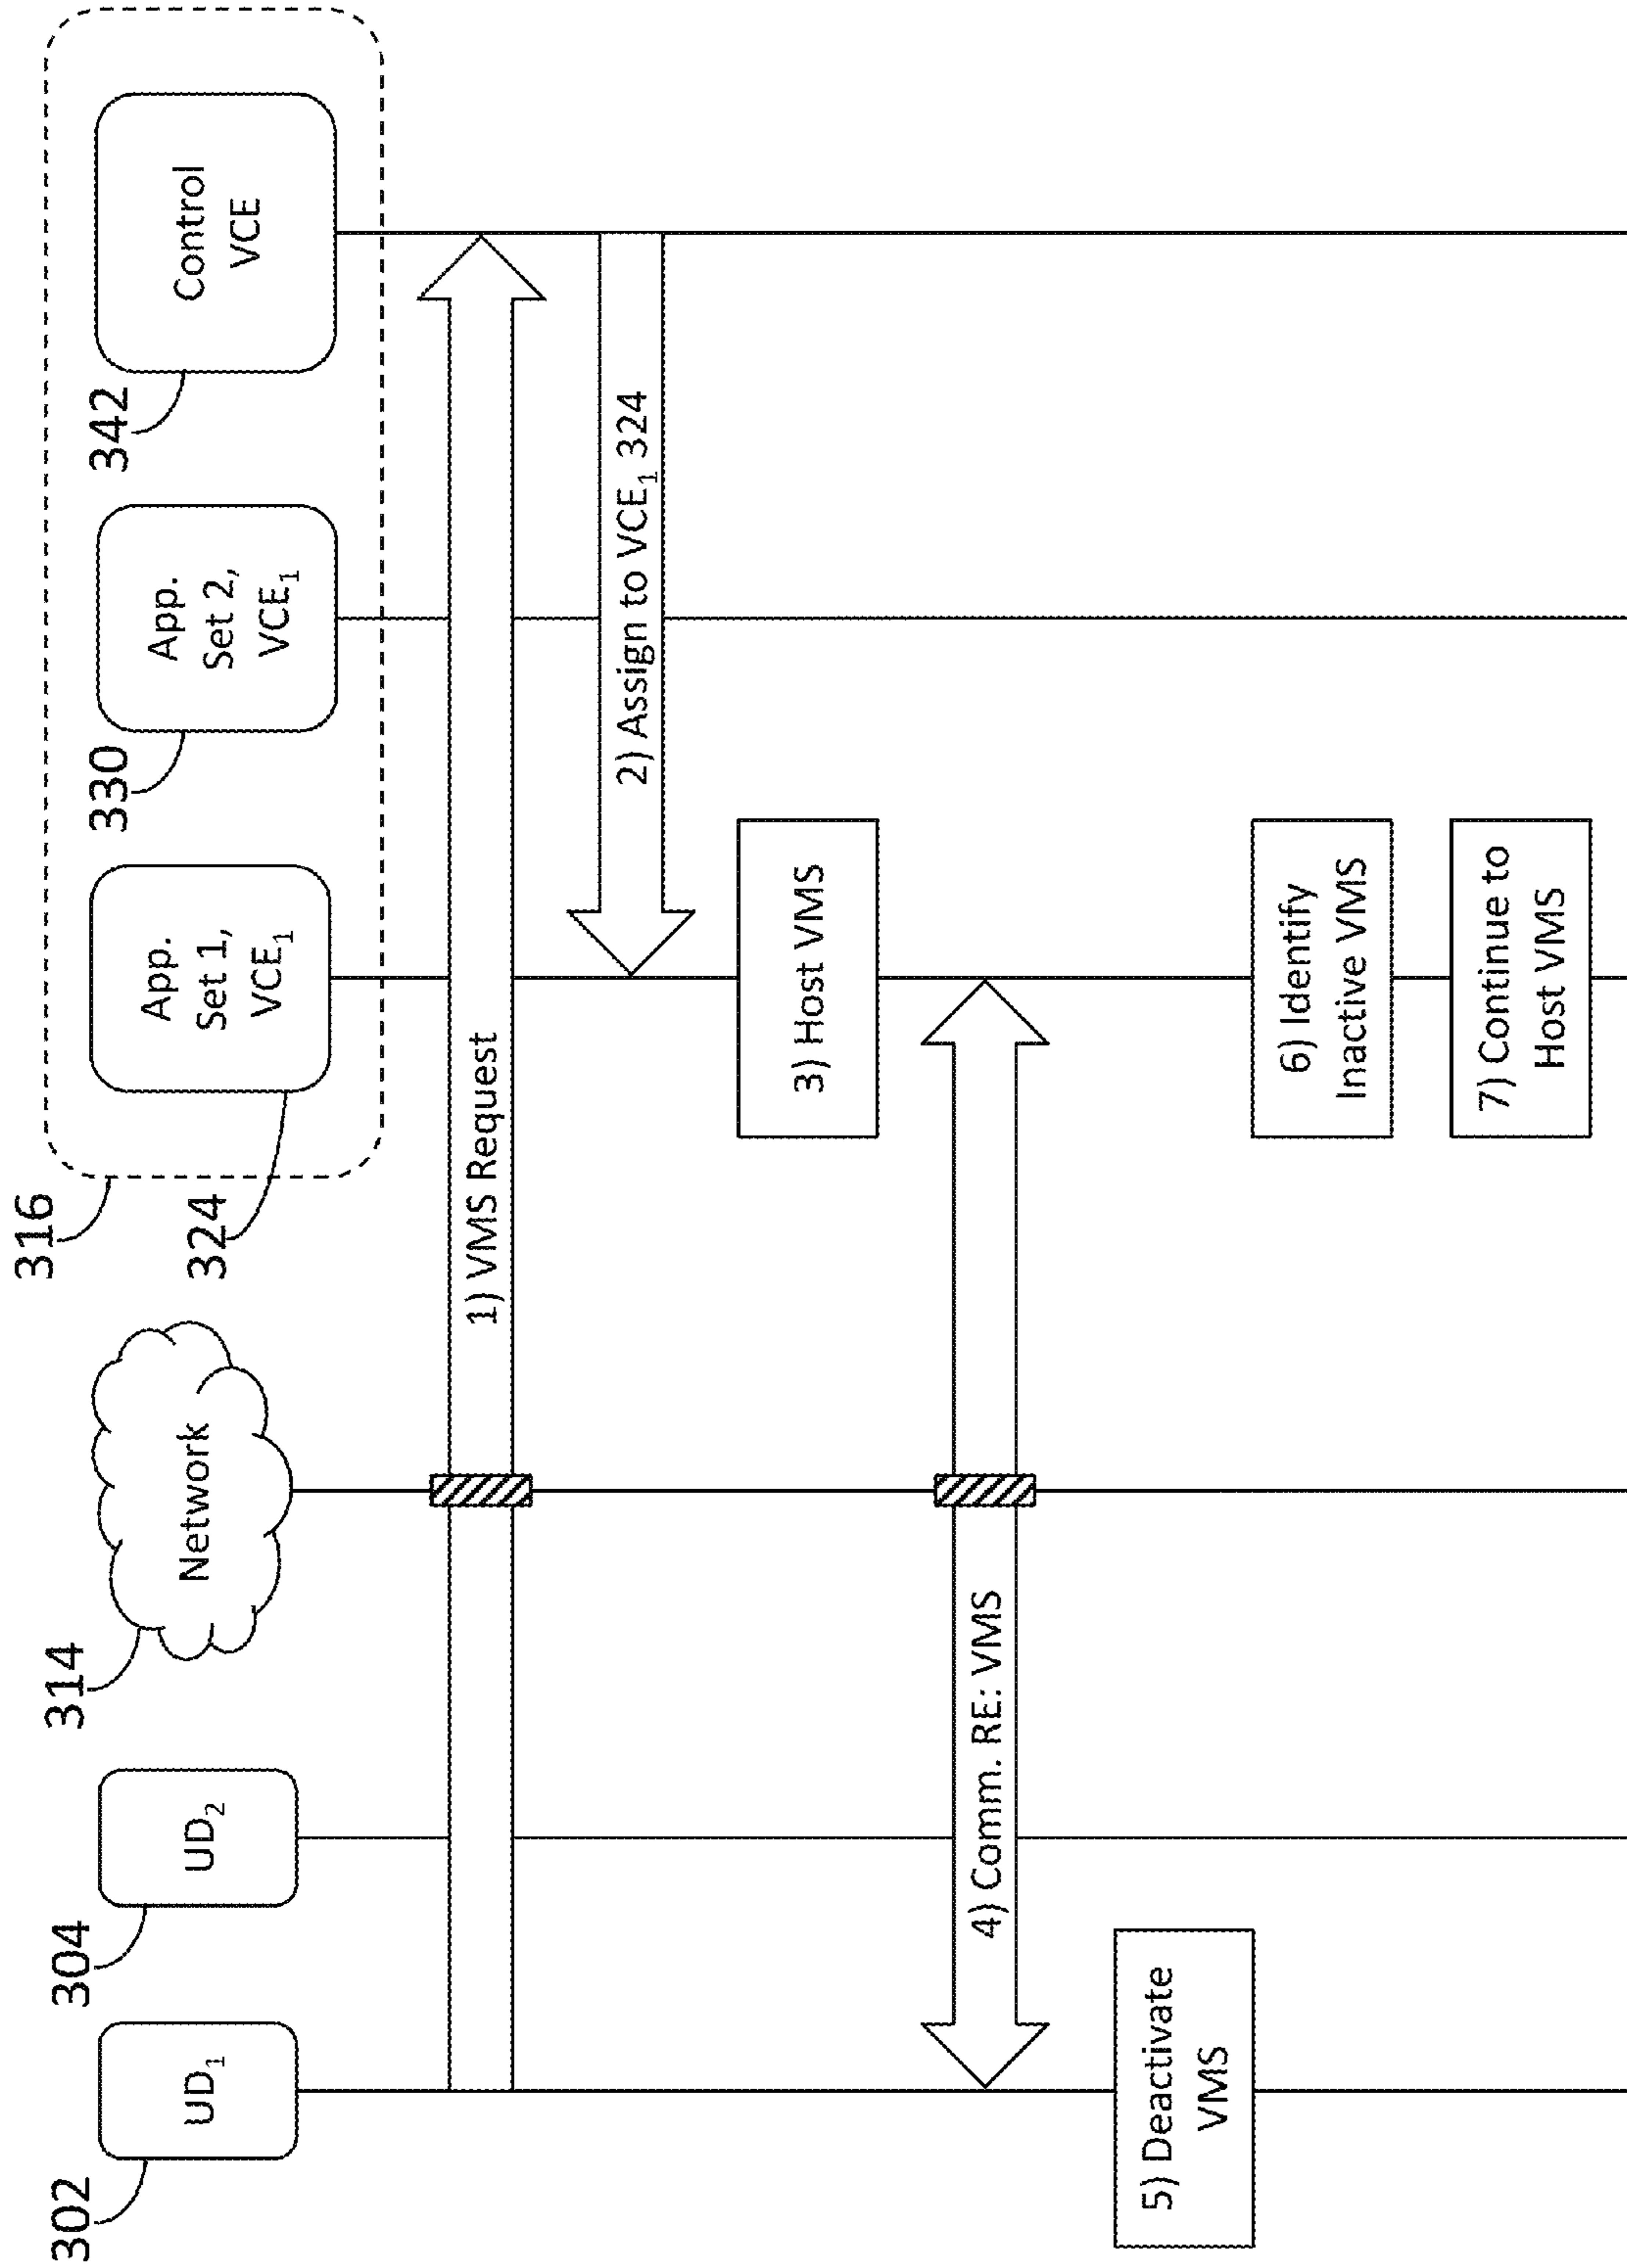 302
UD₁
304
UD₂
314
Network
316
324
App.
Set 1,
VCE₁
330
App.
Set 2,
VCE₁
342
Control
VCE
1) VMS Request
2) Assign to VCE₁ 324
3) Host VMS
4) Comm. RE: VMS
5) Deactivate
VMS
6) Identify
Inactive VMS
7) Continue to
Host VMS